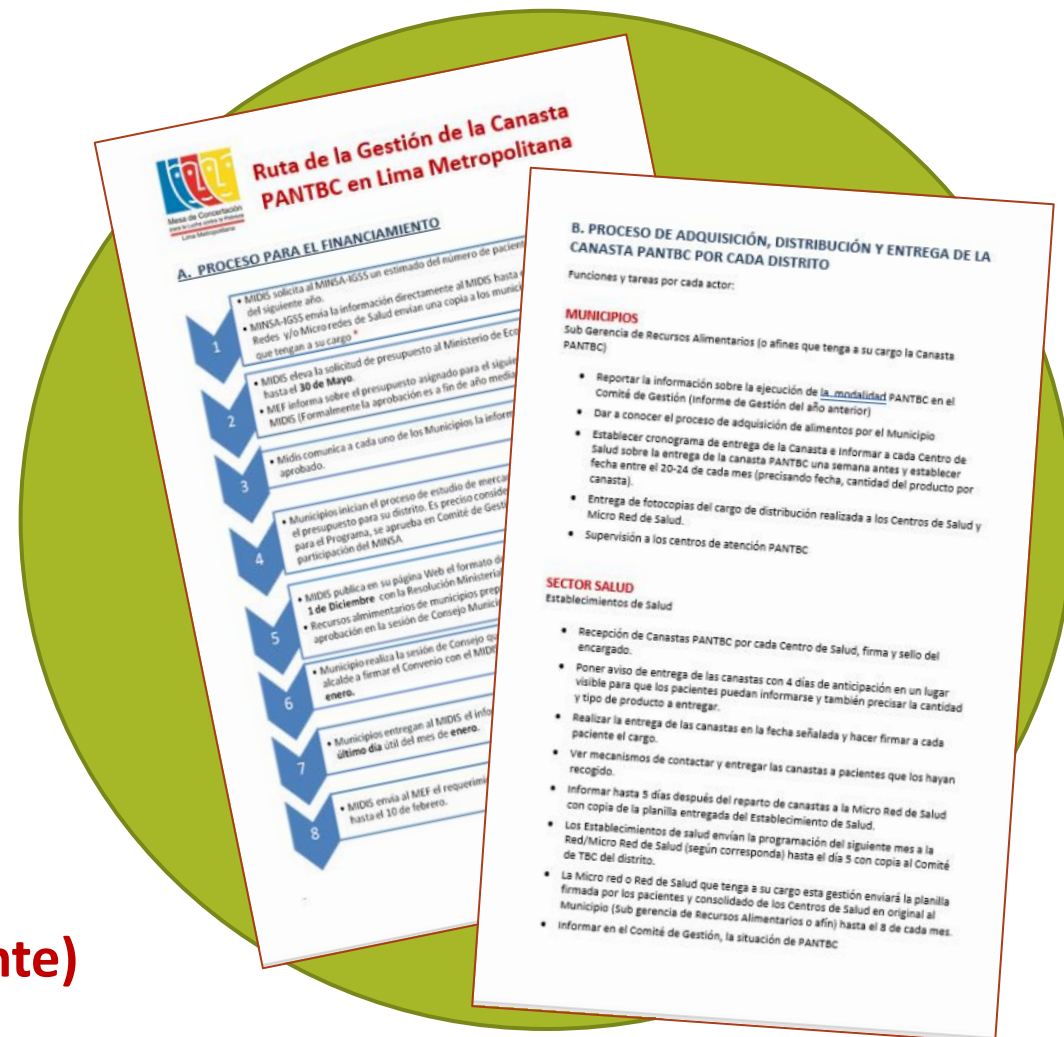 Mesa de Concertación
para la Lucha contra la Pobreza
Lima Metropolitana
Ruta de la Gestión de la Canasta
PANTBC en Lima Metropolitana
A. PROCESO PARA EL FINANCIAMIENTO
1
• MIDIS solicita al MINSA-IGSS un estimado del número de paciente
del siguiente año.
• MINSA-IGSS envía la información directamente al MIDIS hasta
Redes y/o Micro redes de Salud envian una copia a los munici
que tengan a su cargo *
2
• MIDIS eleva la solicitud de presupuesto al Ministerio de Eco
hasta el 30 de Mayo.
• MEF informa sobre el presupuesto asignado para el siguie
MIDIS (Formalmente la aprobación es a fin de año media
3
• Midis comunica a cada uno de los Municipios la inform
aprobado.
4
• Municipios inician el proceso de estudio de merca
el presupuesto para su distrito. Es preciso conside
para el Programa, se aprueba en Comité de Gest
participación del MINSA
5
• MIDIS publica en su página Web el formato de
1 de Diciembre con la Resolución Ministerial
• Recursos almimentarios de municipios prep
aprobación en la sesión de Consejo Munici
6
• Municipio realiza la sesión de Consejo qu
alcalde a firmar el Convenio con el MIDIS
enero.
7
• Municipios entregan al MIDIS el info
último día útil del mes de enero.
8
• MIDIS envia al MEF el requerimi
hasta el 10 de febrero.
B. PROCESO DE ADQUISICIÓN, DISTRIBUCIÓN Y ENTREGA DE LA
CANASTA PANTBC POR CADA DISTRITO
Funciones y tareas por cada actor:
MUNICIPIOS
Sub Gerencia de Recursos Alimentarios (o afines que tenga a su cargo la Canasta
PANTBC)
• Reportar la información sobre la ejecución de la modalidad PANTBC en el
Comité de Gestión (Informe de Gestión del año anterior)
• Dar a conocer el proceso de adquisición de alimentos por el Municipio
• Establecer cronograma de entrega de la Canasta e Informar a cada Centro de
Salud sobre la entrega de la canasta PANTBC una semana antes y establecer
fecha entre el 20-24 de cada mes (precisando fecha, cantidad del producto por
canasta).
• Entrega de fotocopias del cargo de distribución realizada a los Centros de Salud y
Micro Red de Salud.
• Supervisión a los centros de atención PANTBC
SECTOR SALUD
Establecimientos de Salud
• Recepción de Canastas PANTBC por cada Centro de Salud, firma y sello del
encargado.
• Poner aviso de entrega de las canastas con 4 días de anticipación en un lugar
visible para que los pacientes puedan informarse y también precisar la cantidad
y tipo de producto a entregar.
• Realizar la entrega de las canastas en la fecha señalada y hacer firmar a cada
paciente el cargo.
• Ver mecanismos de contactar y entregar las canastas a pacientes que los hayan
recogido.
• Informar hasta 5 días después del reparto de canastas a la Micro Red de Salud
con copia de la planilla entregada del Establecimiento de Salud.
• Los Establecimientos de salud envían la programación del siguiente mes a la
Red/Micro Red de Salud (según corresponda) hasta el día 5 con copia al Comité
de TBC del distrito.
• La Micro red o Red de Salud que tenga a su cargo esta gestión enviará la planilla
firmada por los pacientes y consolidado de los Centros de Salud en original al
Municipio (Sub gerencia de Recursos Alimentarios o afín) hasta el 8 de cada mes.
• Informar en el Comité de Gestión, la situación de PANTBC
nte)